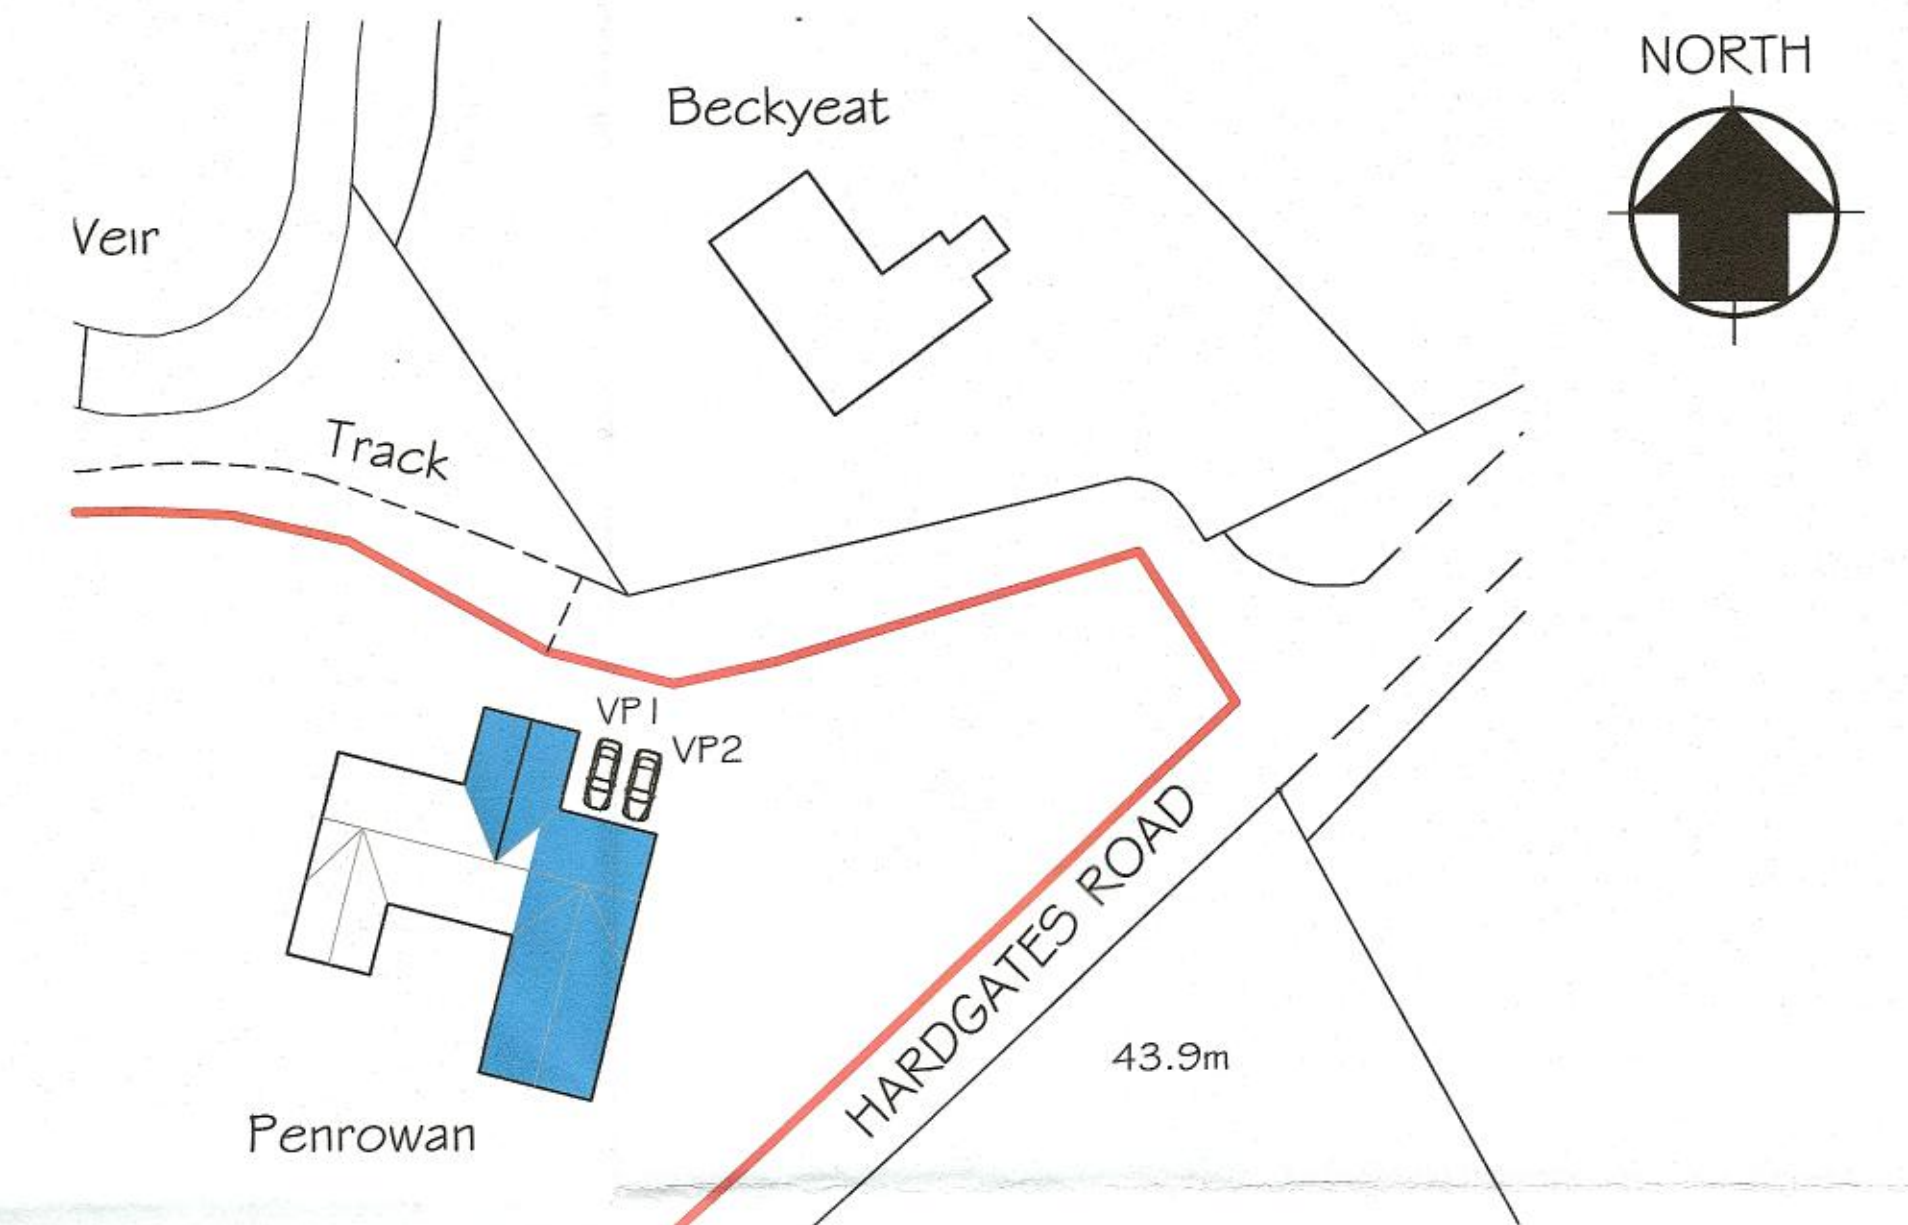 NORTH
Beckyeat
Veir
Track
VP1
VP2
HARDGATES ROAD
43.9m
Penrowan